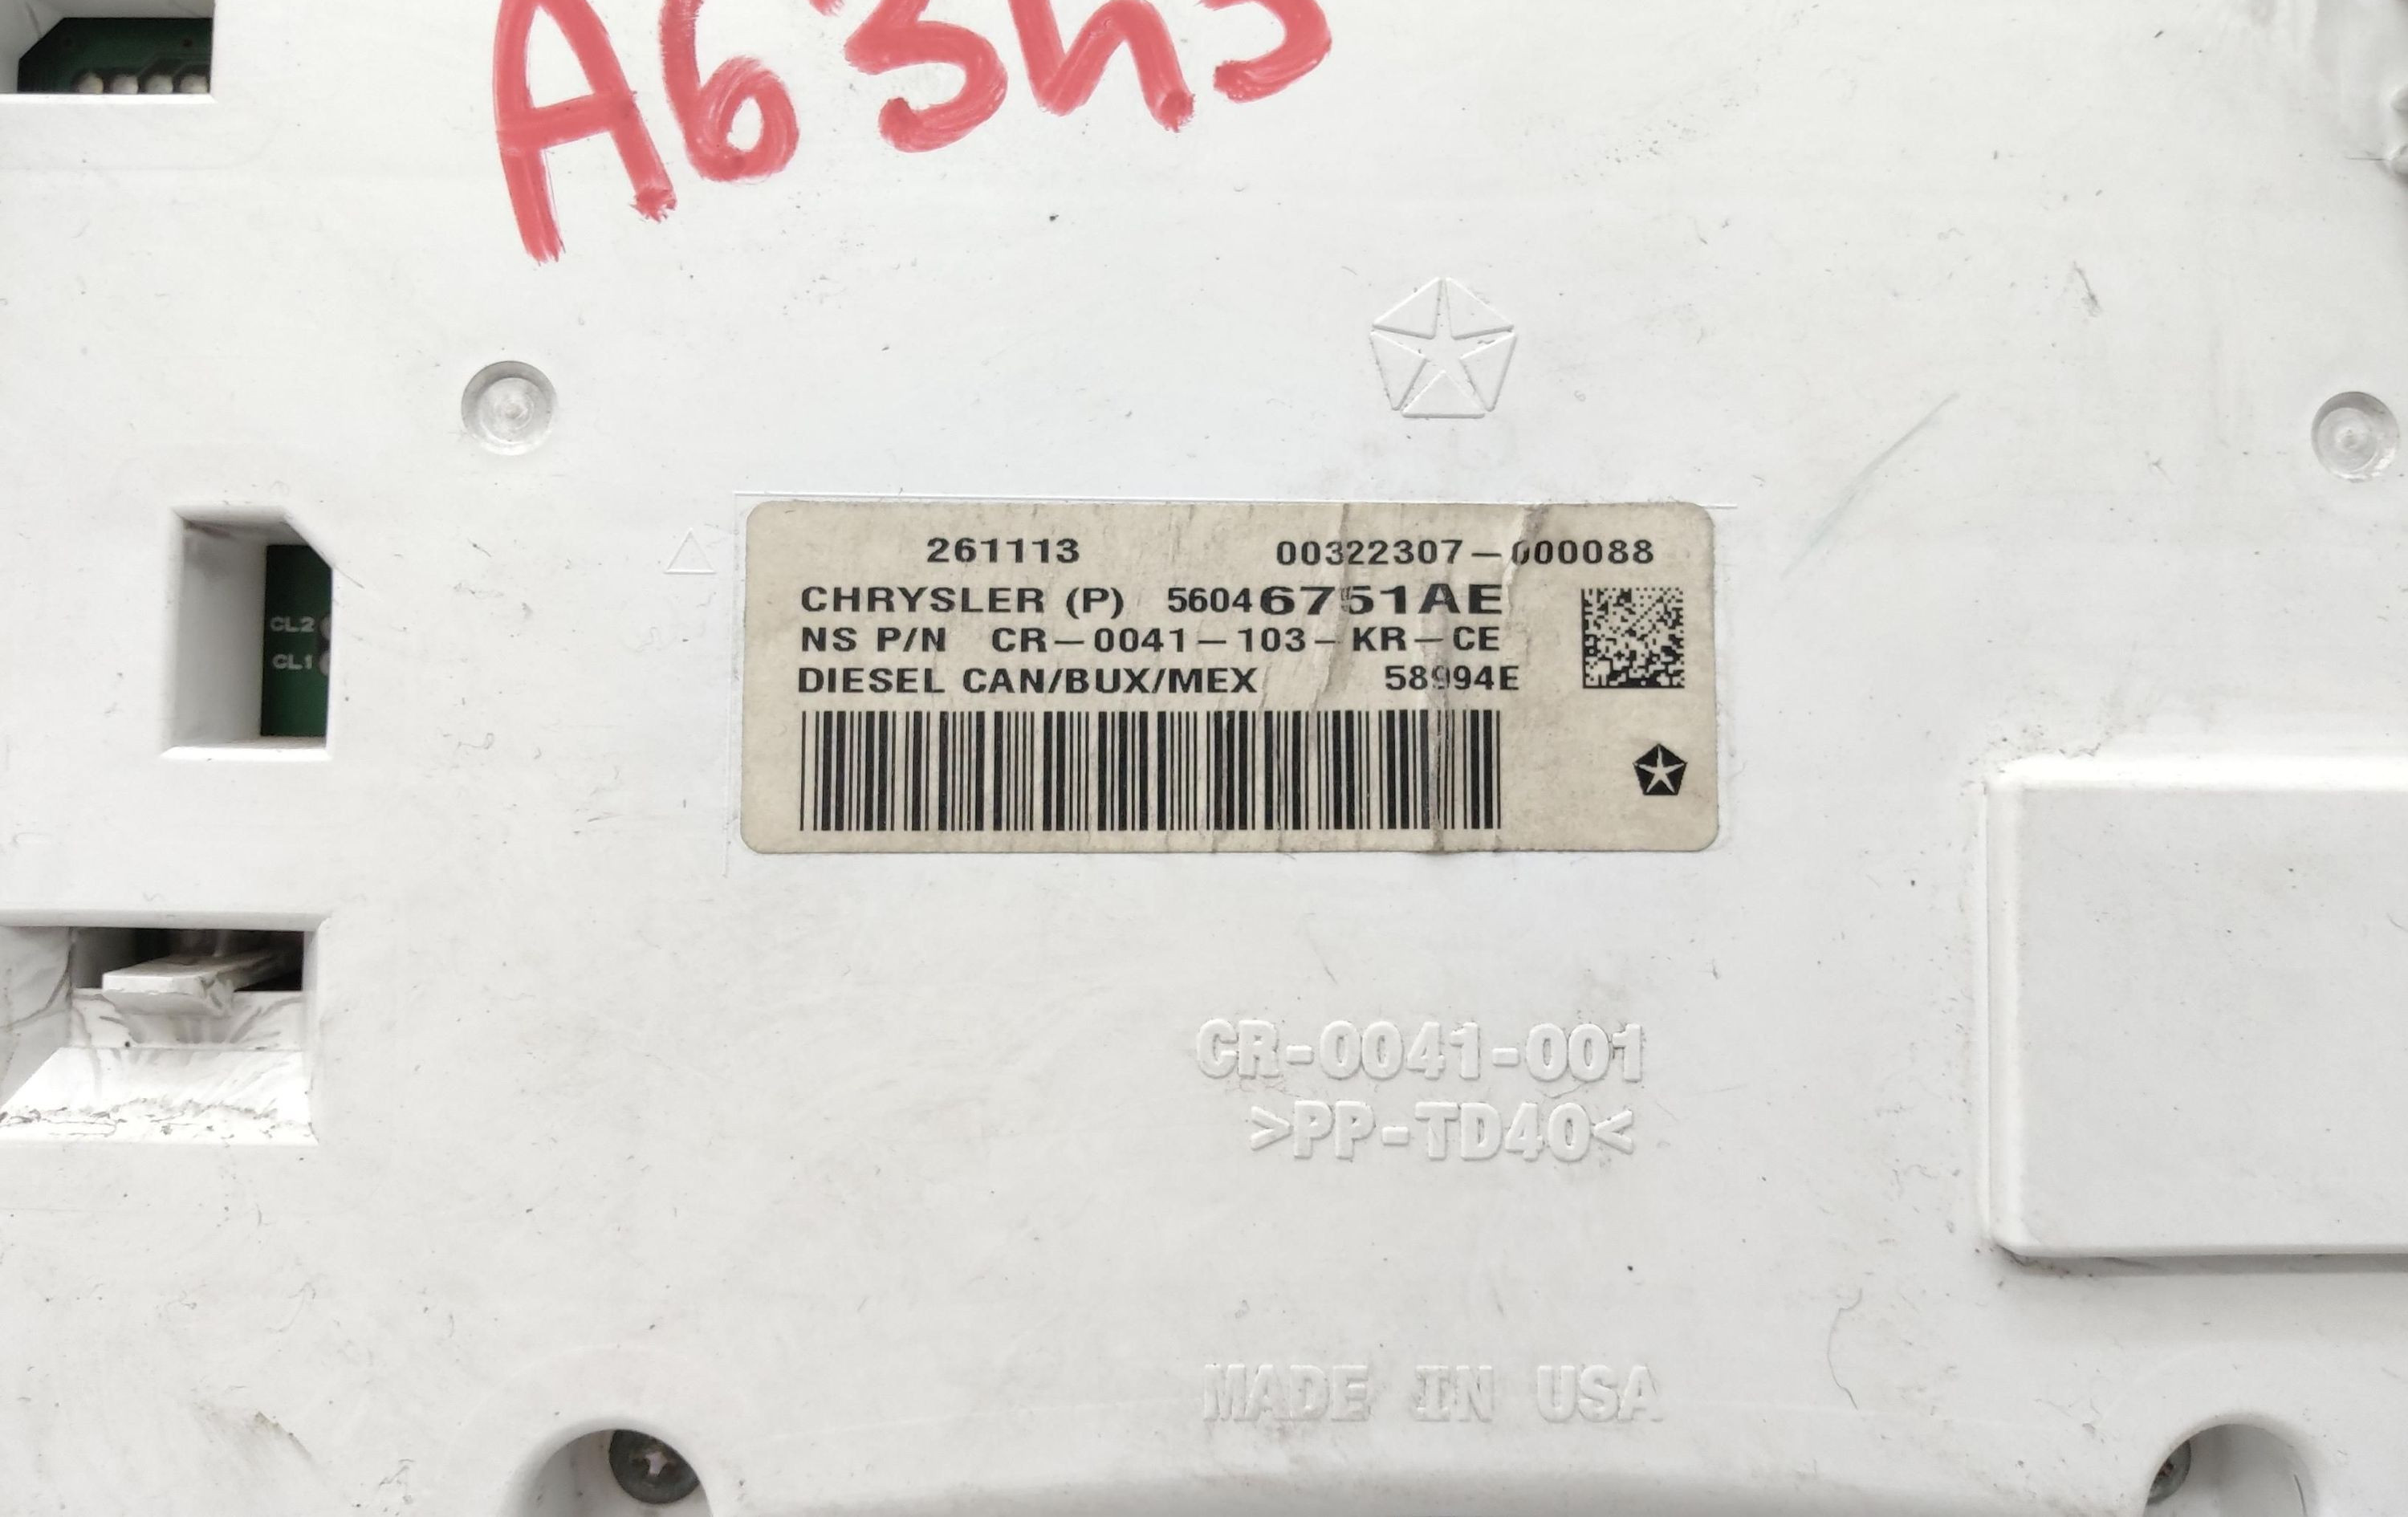 261113 00322307-000088
CHRYSLER (P) 56046751AE
NS P/N CR-0041-103-KR-CE
DIESEL CAN/BUX/MEX 58994E
CL2
CL1
CR-0041-001
>PP-TD40<
MADE IN USA